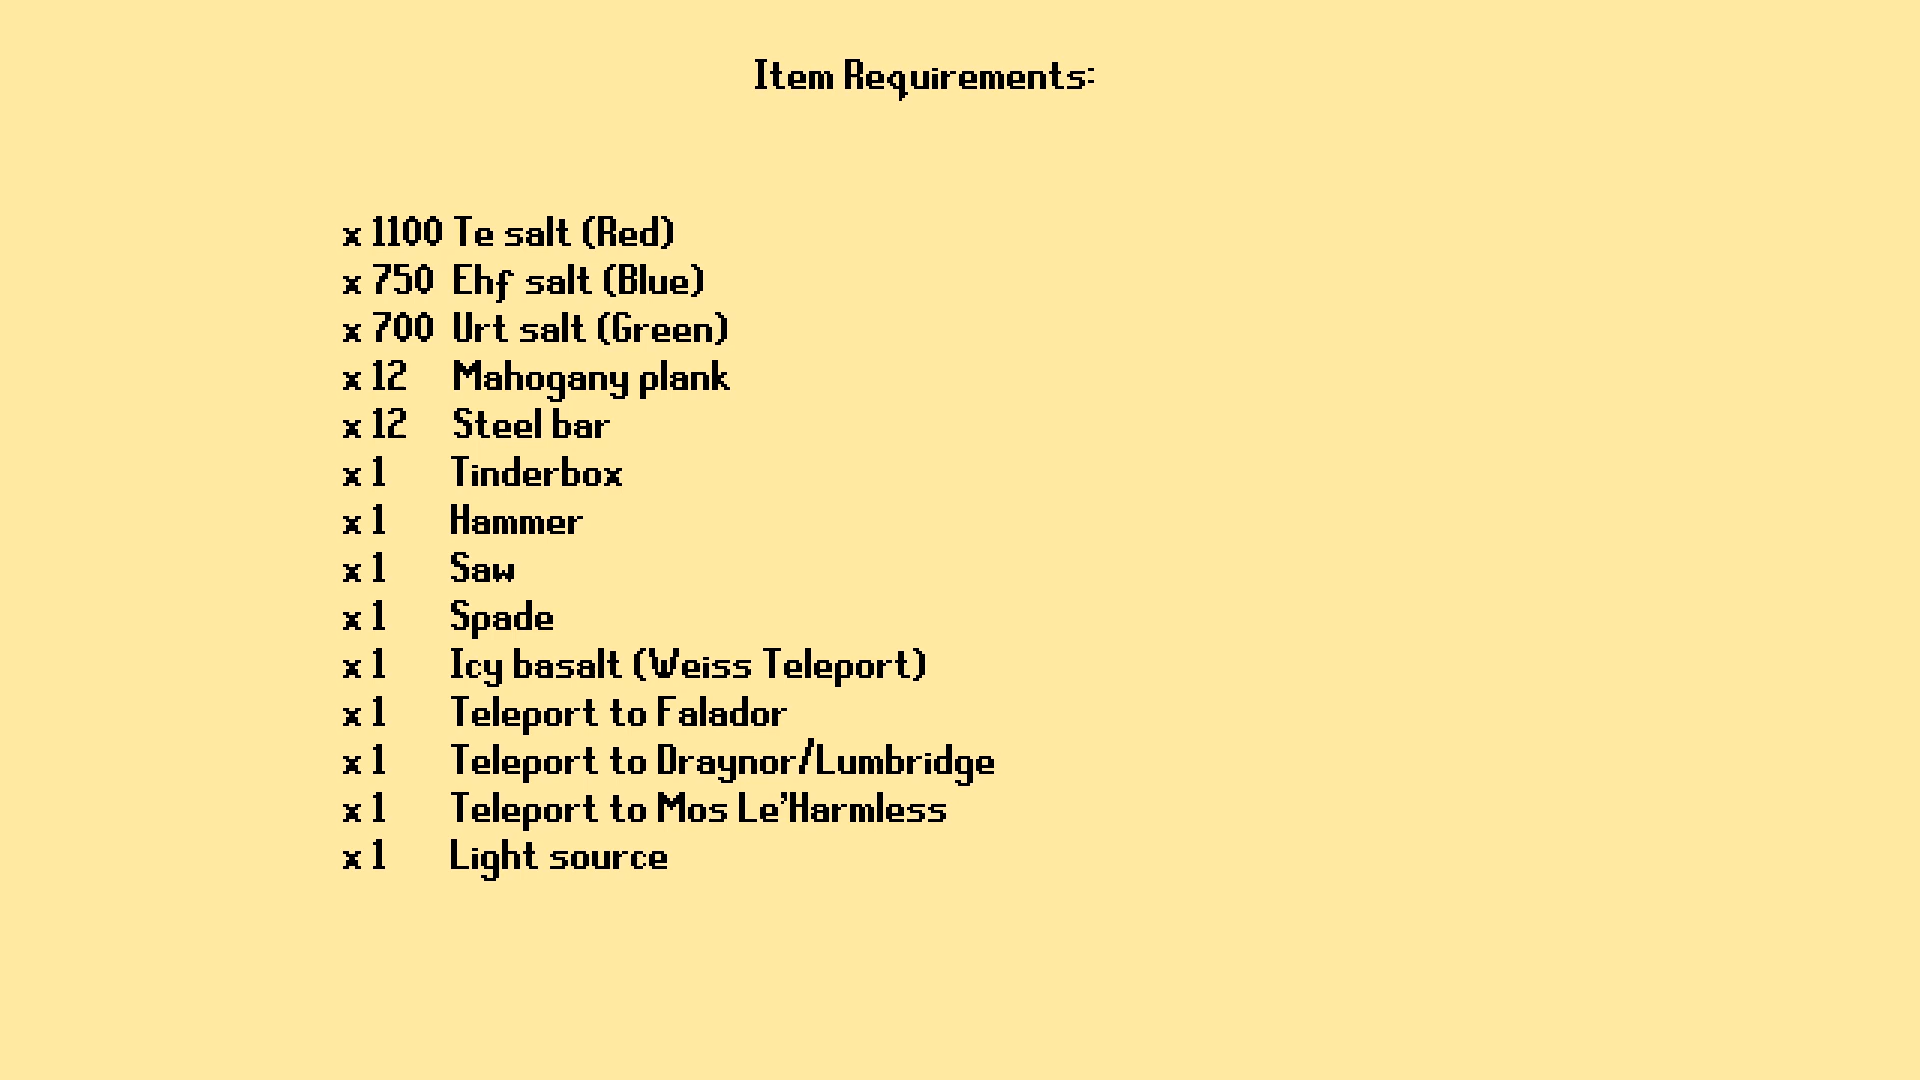 Item Requirements:
x 1100 Te salt (Red)
x 750 Ehf salt (Blue)
x 700 Urt salt (Green)
x 12 Mahogany plank
x 12 Steel bar
x 1 Tinderbox
x 1 Hammer
x 1 Saw
x 1 Spade
x 1 Icy basalt (Weiss Teleport)
x 1 Teleport to Falador
x 1 Teleport to Draynor/Lumbridge
x 1 Teleport to Mos Le'Harmless
x 1 Light source